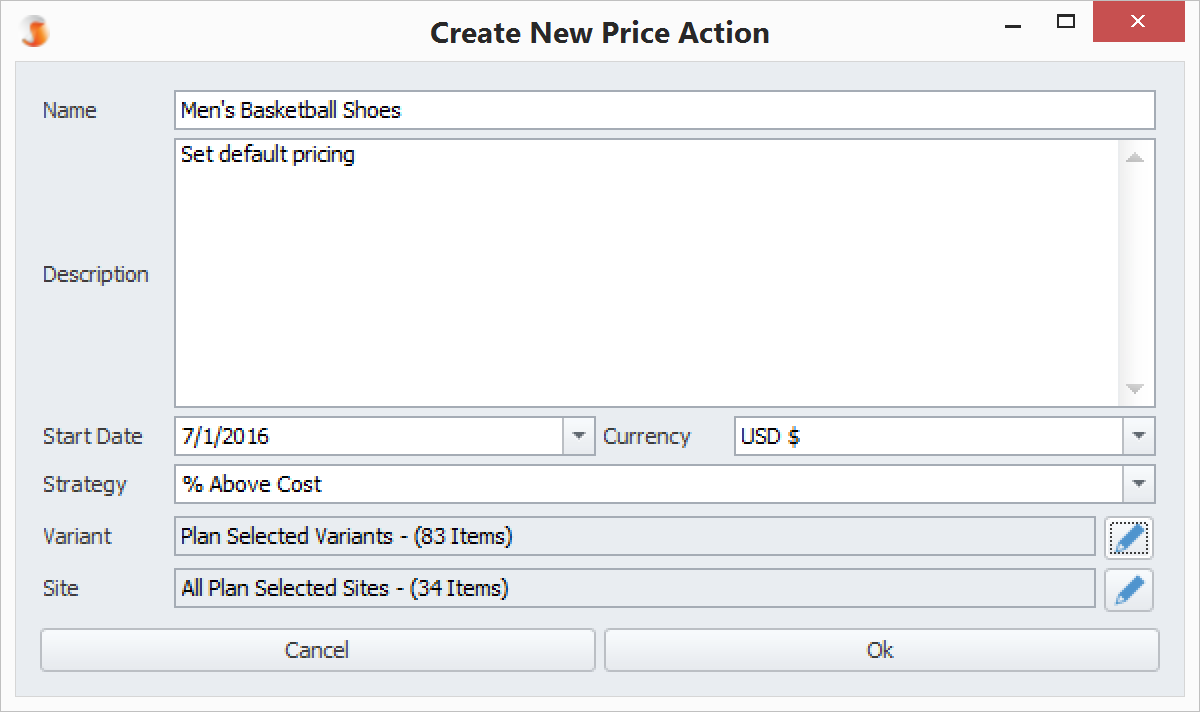 Create New Price Action
Name
Men's Basketball Shoes
Set default pricing
Description
Start Date
7/1/2016
Currency
USD $
Strategy
% Above Cost
Variant
Plan Selected Variants - (83 Items)
Site
All Plan Selected Sites - (34 Items)
Cancel
Ok